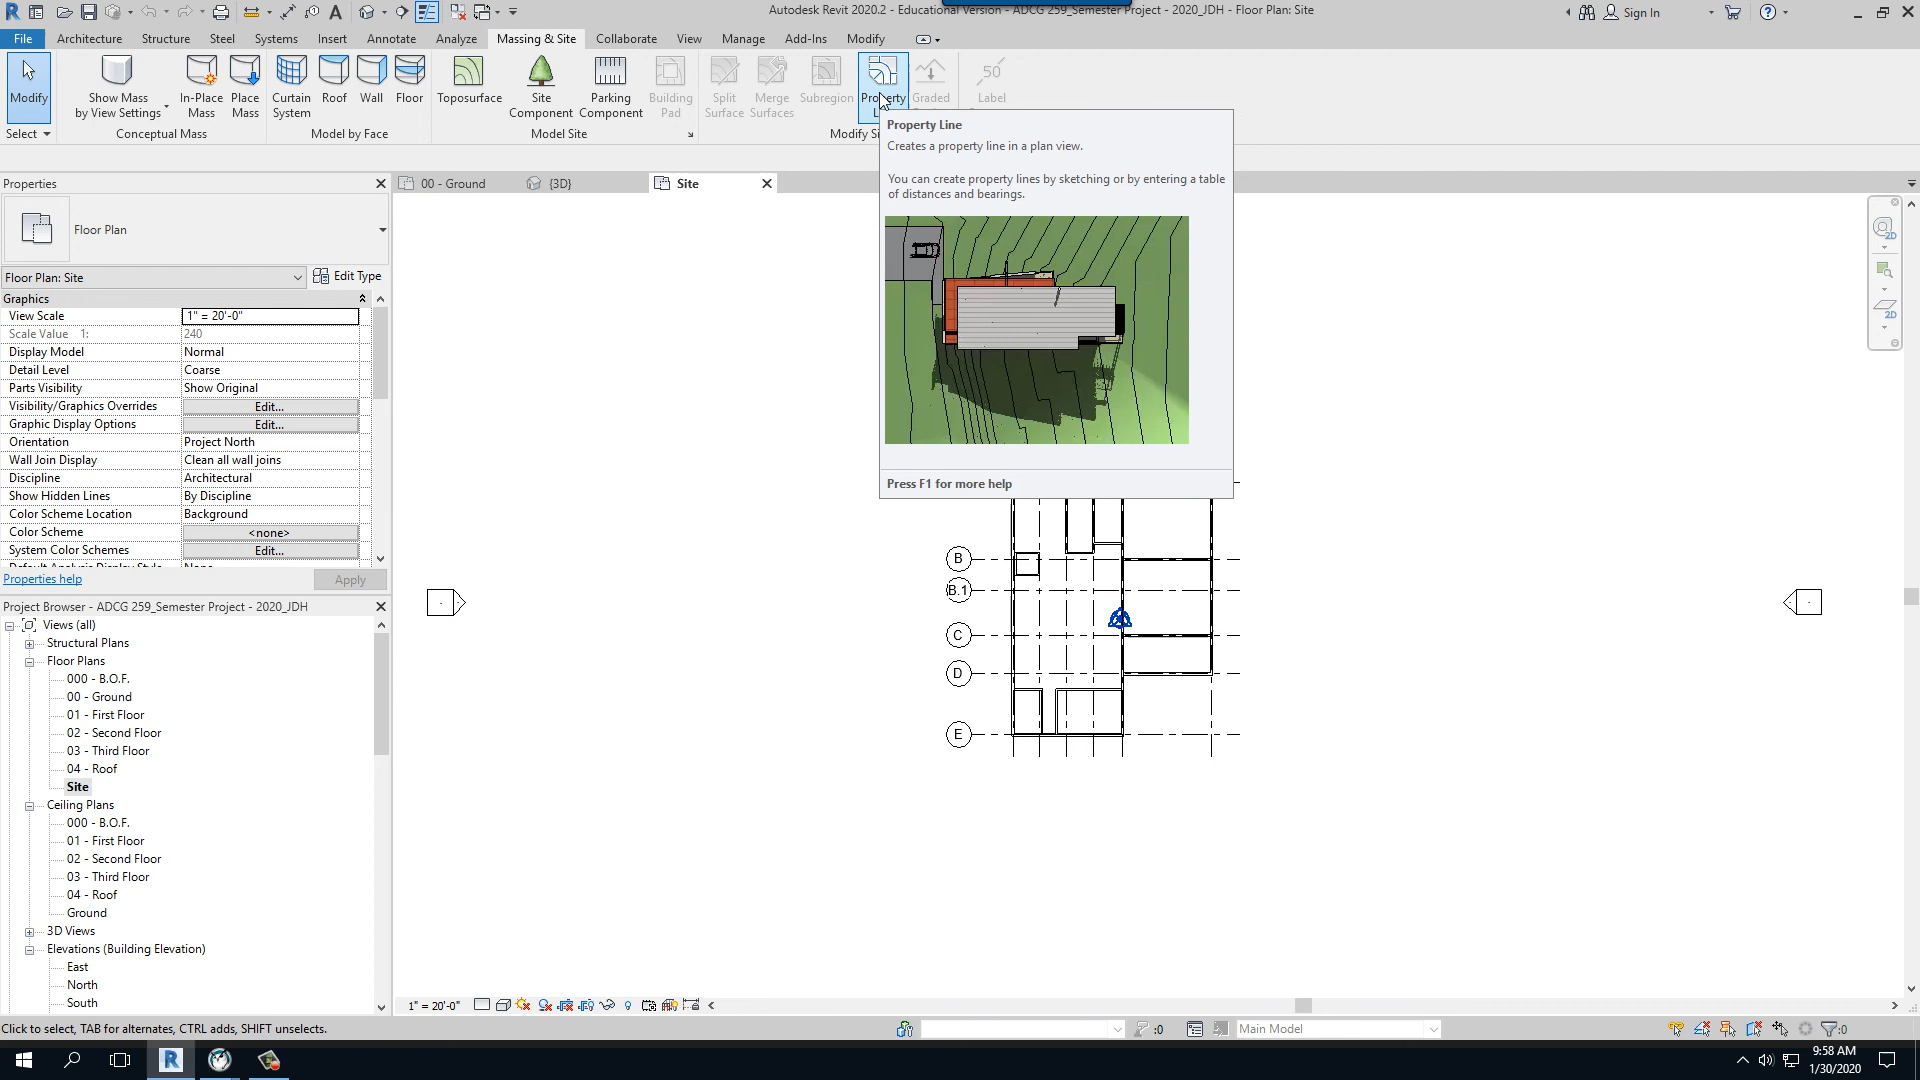 Autodesk Revit 2020.2 - Educational Version - ADCG 259_Semester Project - 2020_JDH - Floor Plan: Site
Sign In
File Architecture Structure Steel Systems Insert Annotate Analyze Massing & Site Collaborate View Manage Add-Ins Modify
Modify
Show Mass
by View Settings
In-Place
Mass
Place
Mass
Curtain
System
Roof
Wall
Floor
Toposurface
Site
Component
Parking
Component
Building
Pad
Split
Surface
Merge
Surfaces
Subregion
Property
Graded
50
Label
Select
Conceptual Mass
Model by Face
Model Site
Modify Si
Property Line
Creates a property line in a plan view.
You can create property lines by sketching or by entering a table
of distances and bearings.
Press F1 for more help
Properties
00 - Ground
{3D}
Site
Floor Plan
Floor Plan: Site
Edit Type
Graphics
View Scale 1" = 20'-0"
Scale Value 1: 240
Display Model Normal
Detail Level Coarse
Parts Visibility Show Original
Visibility/Graphics Overrides Edit...
Graphic Display Options Edit...
Orientation Project North
Wall Join Display Clean all wall joins
Discipline Architectural
Show Hidden Lines By Discipline
Color Scheme Location Background
Color Scheme <none>
System Color Schemes Edit...
Properties help
Apply
Project Browser - ADCG 259_Semester Project - 2020_JDH
Views (all)
Structural Plans
Floor Plans
000 - B.O.F.
00 - Ground
01 - First Floor
02 - Second Floor
03 - Third Floor
04 - Roof
Site
Ceiling Plans
000 - B.O.F.
01 - First Floor
02 - Second Floor
03 - Third Floor
04 - Roof
Ground
3D Views
Elevations (Building Elevation)
East
North
South
B
B.1
C
D
E
2D
2D
1" = 20'-0"
Click to select, TAB for alternates, CTRL adds, SHIFT unselects.
:0
Main Model
:0
9:58 AM
1/30/2020